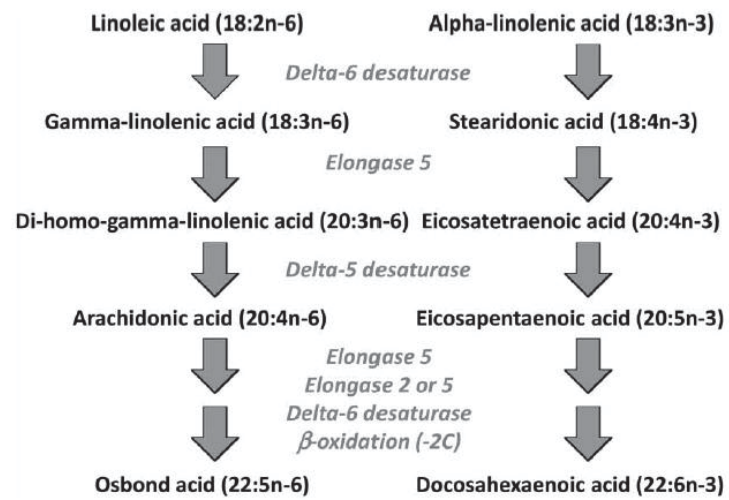 Linoleic acid (18:2n-6) Alpha-linolenic acid (18:3n-3)
Delta-6 desaturase
Gamma-linolenic acid (18:3n-6) Stearidonic acid (18:4n-3)
Elongase 5
Di-homo-gamma-linolenic acid (20:3n-6) Eicosatetraenoic acid (20:4n-3)
Delta-5 desaturase
Arachidonic acid (20:4n-6) Eicosapentaenoic acid (20:5n-3)
Elongase 5
Elongase 2 or 5
Delta-6 desaturase
β-oxidation (-2C)
Osbond acid (22:5n-6) Docosahexaenoic acid (22:6n-3)